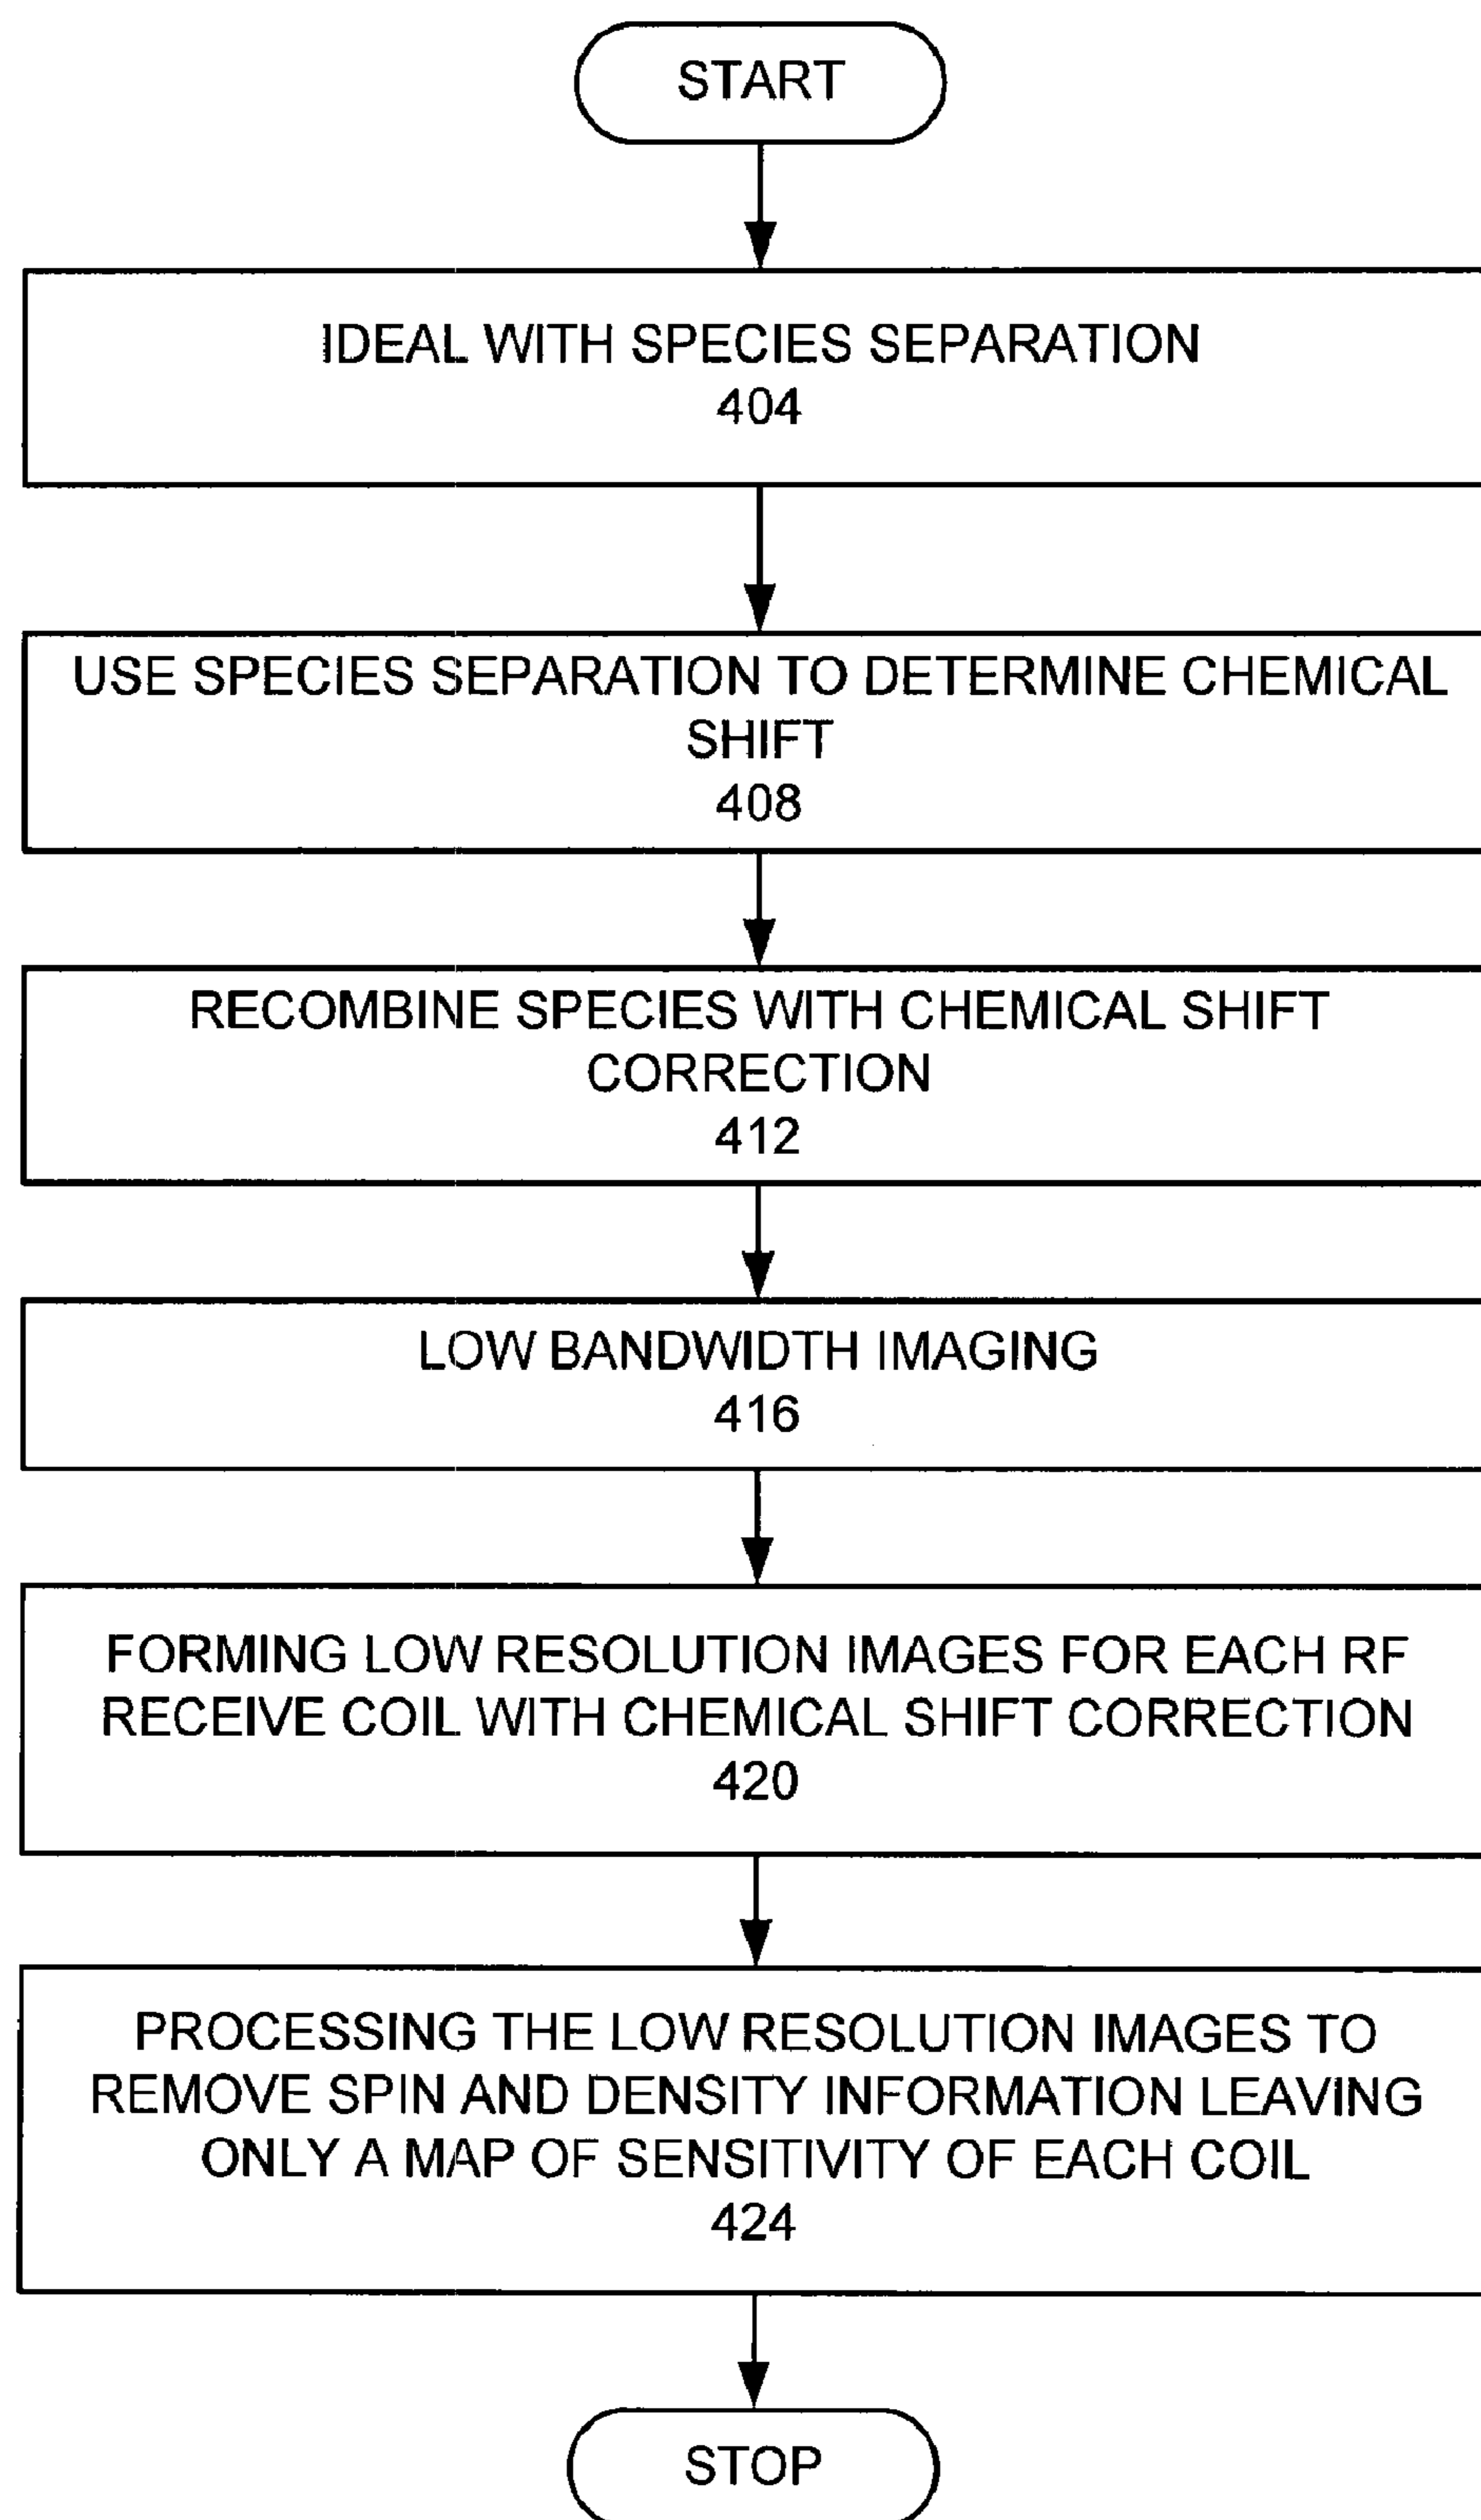 START
IDEAL WITH SPECIES SEPARATION
404
USE SPECIES SEPARATION TO DETERMINE CHEMICAL
SHIFT
408
RECOMBINE SPECIES WITH CHEMICAL SHIFT
CORRECTION
412
LOW BANDWIDTH IMAGING
416
FORMING LOW RESOLUTION IMAGES FOR EACH RF
RECEIVE COIL WITH CHEMICAL SHIFT CORRECTION
420
PROCESSING THE LOW RESOLUTION IMAGES TO
REMOVE SPIN AND DENSITY INFORMATION LEAVING
ONLY A MAP OF SENSITIVITY OF EACH COIL
424
STOP